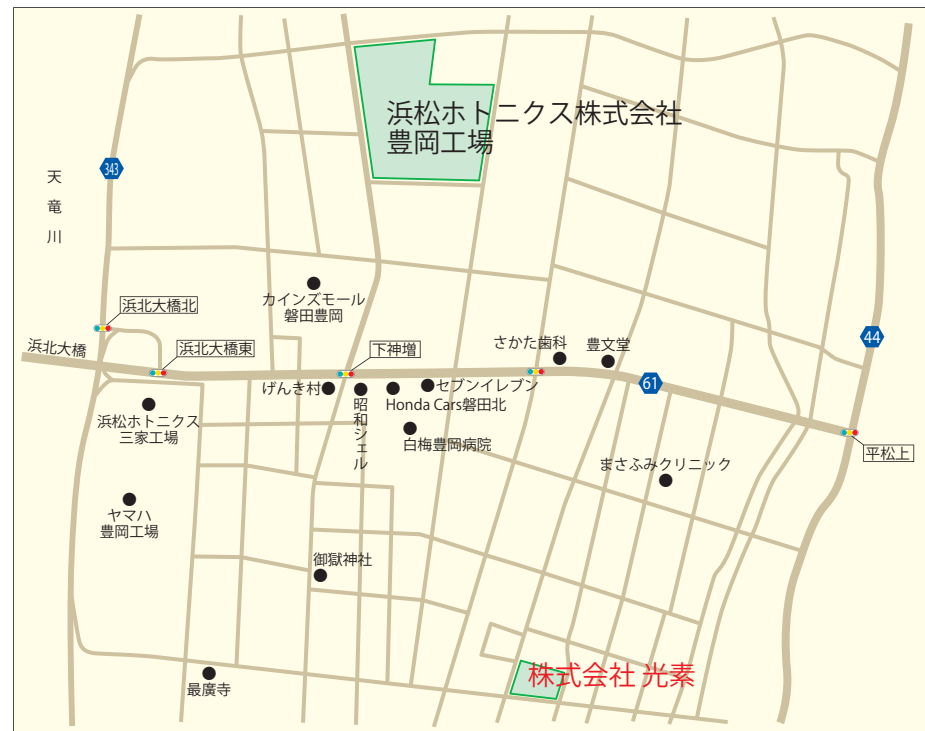 浜松ホトニクス株式会社
豊岡工場
343
天竜川
カインズモール
磐田豊岡
浜北大橋北
浜北大橋
浜北大橋東
下神増
さかた歯科
豊文堂
44
61
げんき村
昭和シェル
セブンイレブン
Honda Cars磐田北
浜松ホトニクス
三家工場
白梅豊岡病院
平松上
まさふみクリニック
ヤマハ
豊岡工場
御獄神社
株式会社 光素
最廣寺